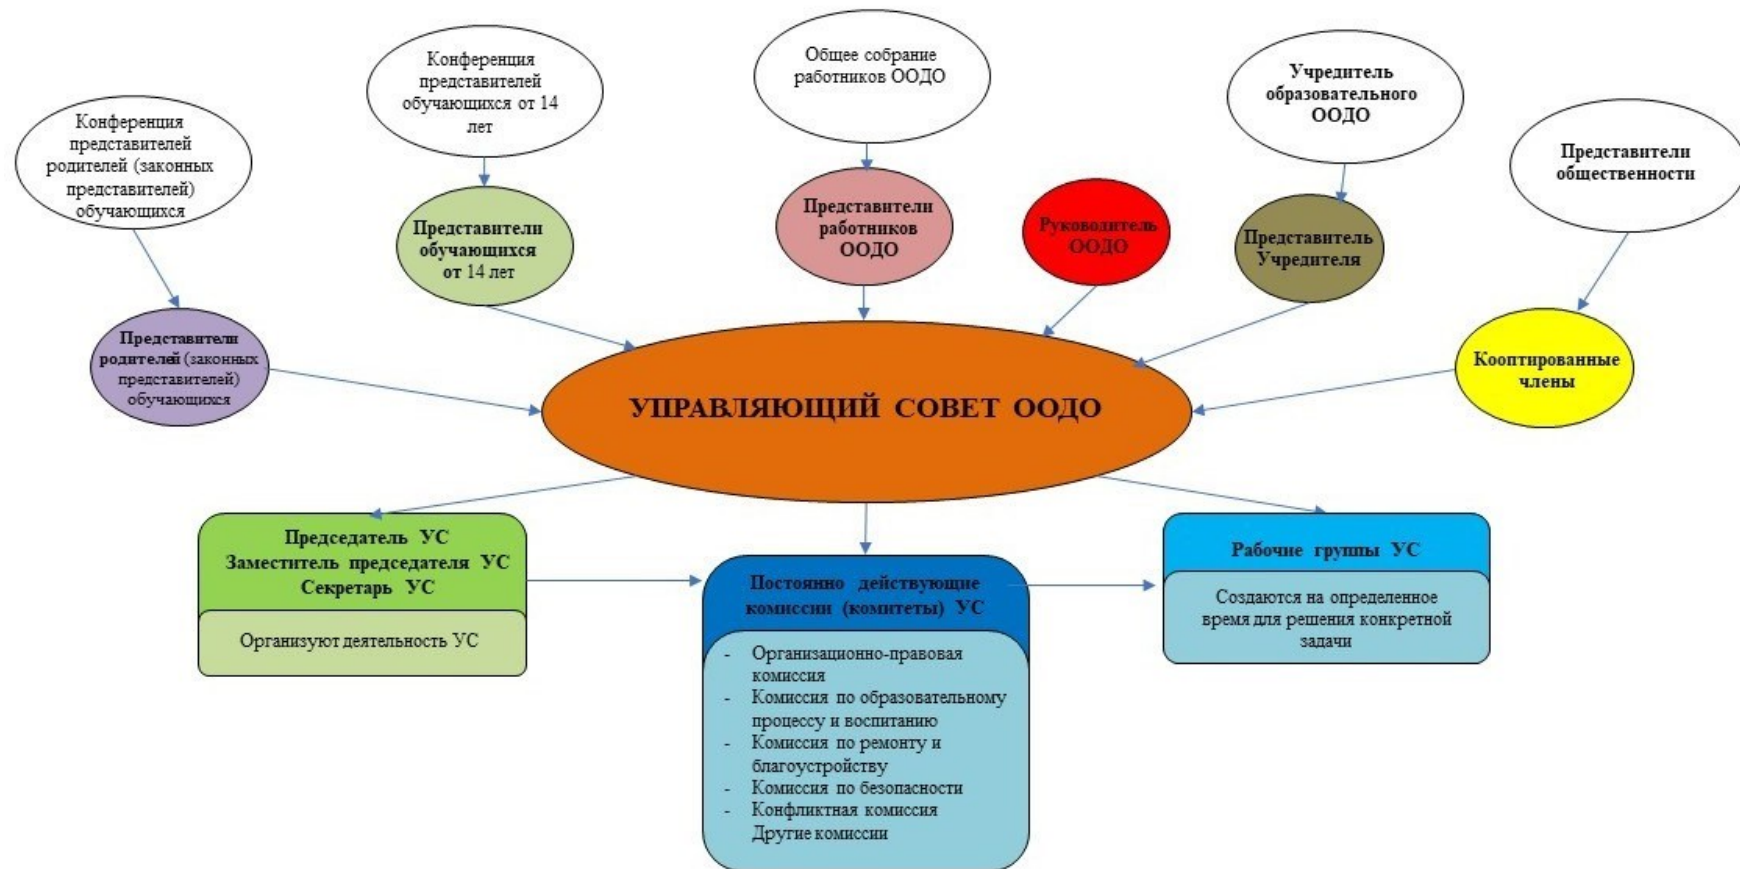 Конференция
представителей
родителей (законных
представителей)
обучающихся
Конференция
представителей
обучающихся от 14
лет
Общее собрание
работников ООДО
Учредитель
образовательного
ООДО
Представители
общественности
Представители
родителей (законных
представителей)
обучающихся
Представители
обучающихся
от 14 лет
Представители
работников
ООДО
Руководитель
ООДО
Представитель
Учредителя
Кооптированные
члены
УПРАВЛЯЮЩИЙ СОВЕТ ООДО
Председатель УС
Заместитель председателя УС
Секретарь УС
Организуют деятельность УС
Постоянно действующие
комиссии (комитеты) УС
- Организационно-правовая
комиссия
- Комиссия по образовательному
процессу и воспитанию
- Комиссия по ремонту и
благоустройству
- Комиссия по безопасности
- Конфликтная комиссия
Другие комиссии
Рабочие группы УС
Создаются на определенное
время для решения конкретной
задачи